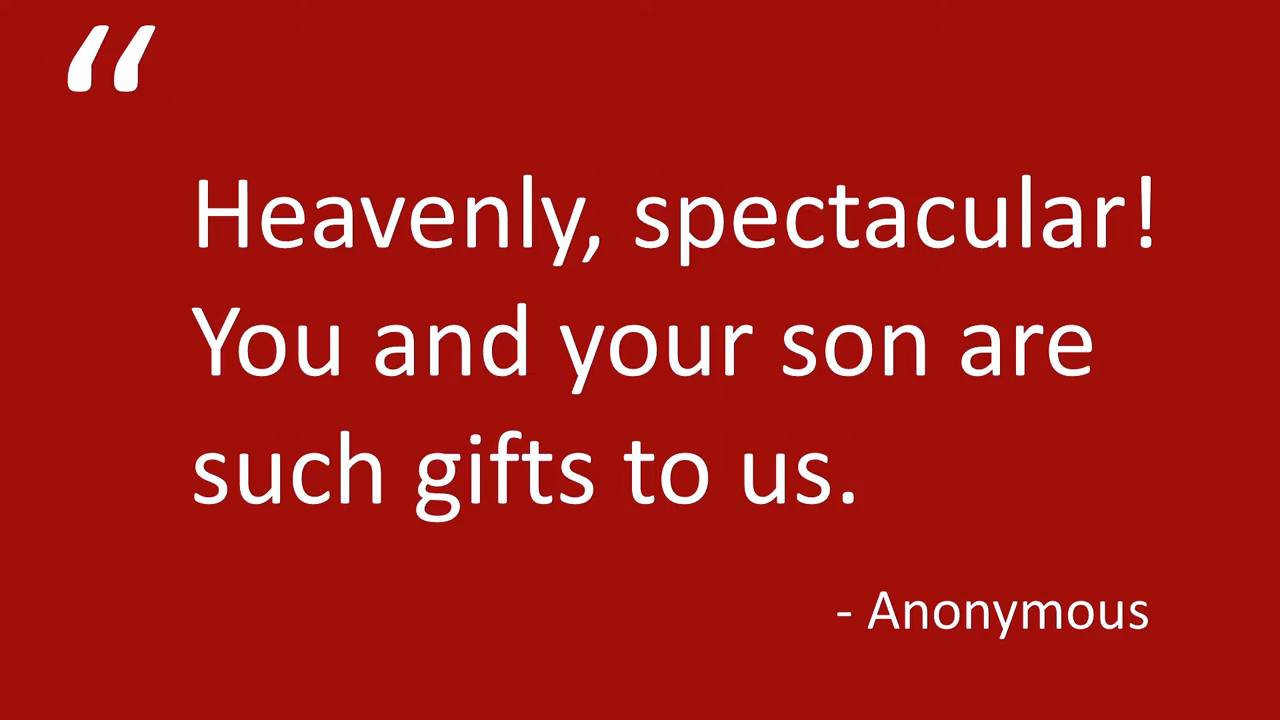 “
Heavenly, spectacular!
You and your son are
such gifts to us.
- Anonymous